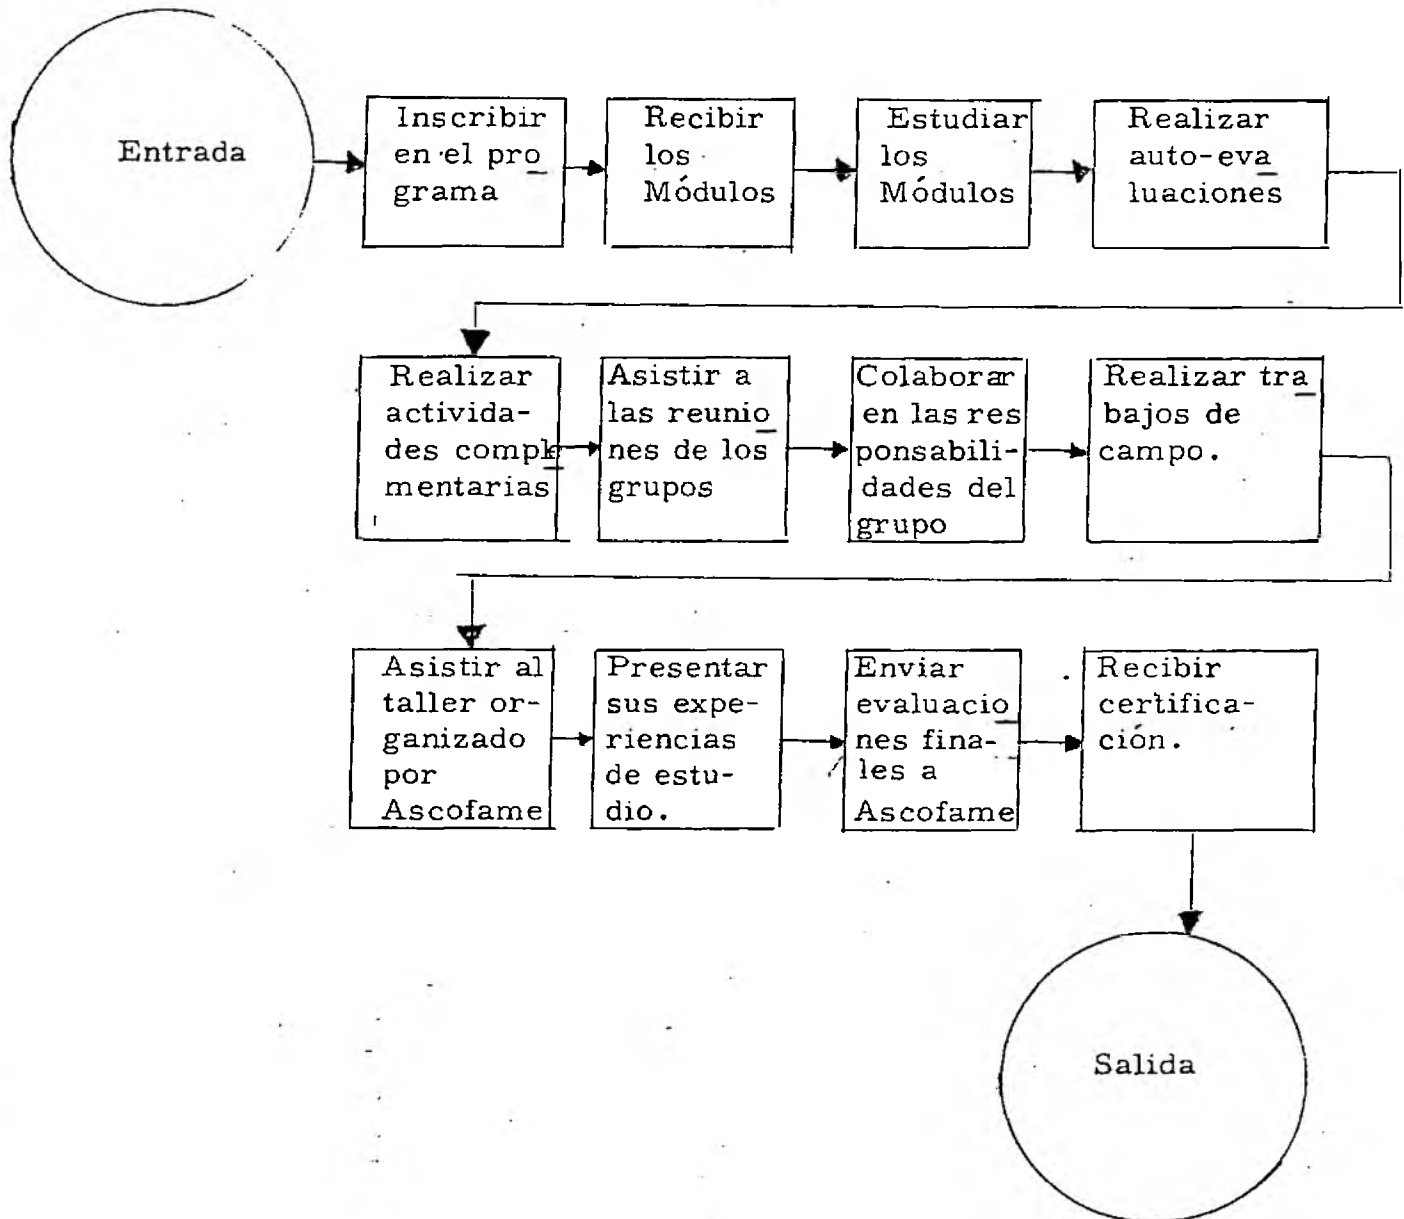 Entrada
Inscribir
en el pro
grama
Recibir
los
Módulos
Estudiar
los
Módulos
Realizar
auto-eva
luaciones
Realizar
activida-
des comple
mentarias
Asistir a
las reunio
nes de los
grupos
Colaborar
en las res
ponsabili-
dades del
grupo
Realizar tra
bajos de
campo.
Asistir al
taller or-
ganizado
por
Ascofame
Presentar
sus expe-
riencias
de estu-
dio.
Enviar
evaluacio
nes fina-
les a
Ascofame
Recibir
certifica-
ción.
Salida